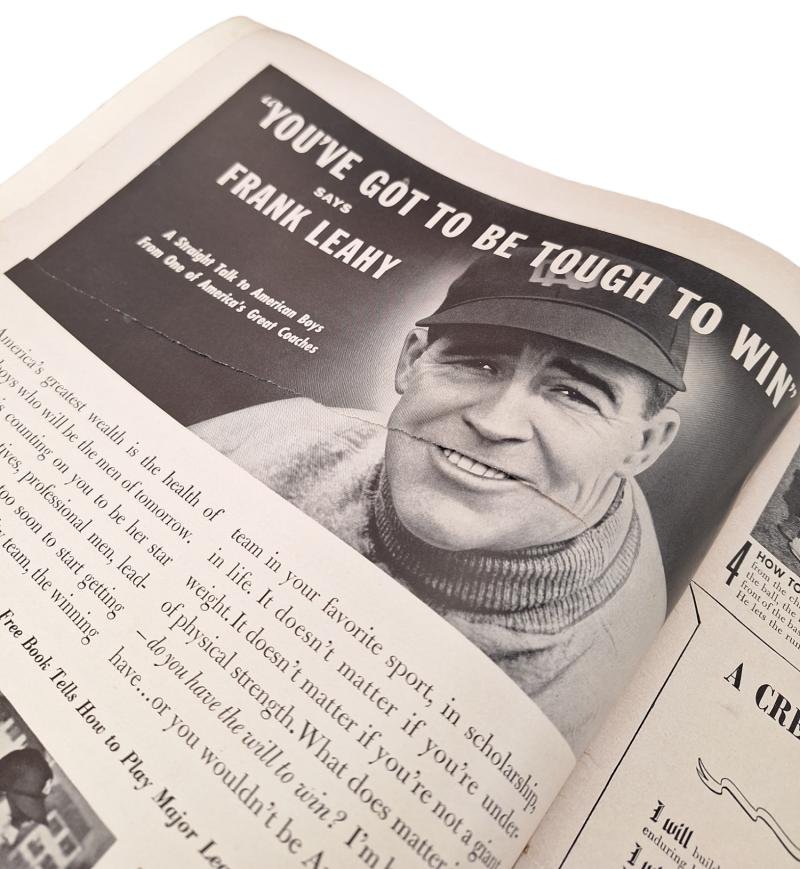 "YOU'VE GOT TO BE TOUGH TO WIN"
SAYS
FRANK LEAHY
A Straight Talk to American Boys
From One of America's Great Coaches
America's greatest wealth is the health of
boys who will be the men of tomorrow.
counting on you to be her star
professional men, lead-
too soon to start getting
team, the winning
team in your favorite sport, in scholarship,
in life. It doesn't matter if you're under-
weight. It doesn't matter if you're not a giant
of physical strength. What does matter
—do you have the will to win? I'm
have...or you wouldn't be
Free Book Tells How to Play Major
4 HOW TO
from the
the ball, the
front of the
He lets the
A CRE
I will
enduring